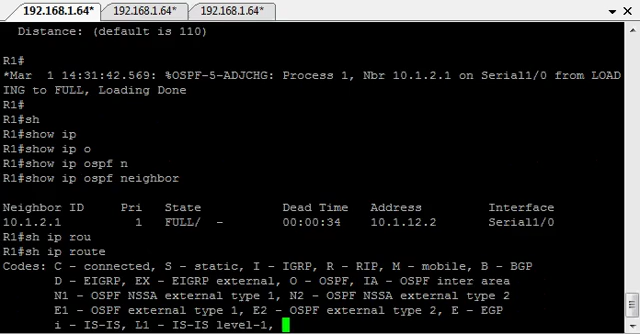 192.168.1.64* 192.168.1.64* 192.168.1.64*
Distance: (default is 110)
R1#
*Mar 1 14:31:42.569: %OSPF-5-ADJCHG: Process 1, Nbr 10.1.2.1 on Serial1/0 from LOAD
ING to FULL, Loading Done
R1#
R1#sh
R1#show ip
R1#show ip o
R1#show ip ospf n
R1#show ip ospf neighbor
Neighbor ID Pri State Dead Time Address Interface
10.1.2.1 1 FULL/ - 00:00:34 10.1.12.2 Serial1/0
R1#sh ip rou
R1#sh ip route
Codes: C - connected, S - static, I - IGRP, R - RIP, M - mobile, B - BGP
D - EIGRP, EX - EIGRP external, O - OSPF, IA - OSPF inter area
N1 - OSPF NSSA external type 1, N2 - OSPF NSSA external type 2
E1 - OSPF external type 1, E2 - OSPF external type 2, E - EGP
i - IS-IS, L1 - IS-IS level-1,